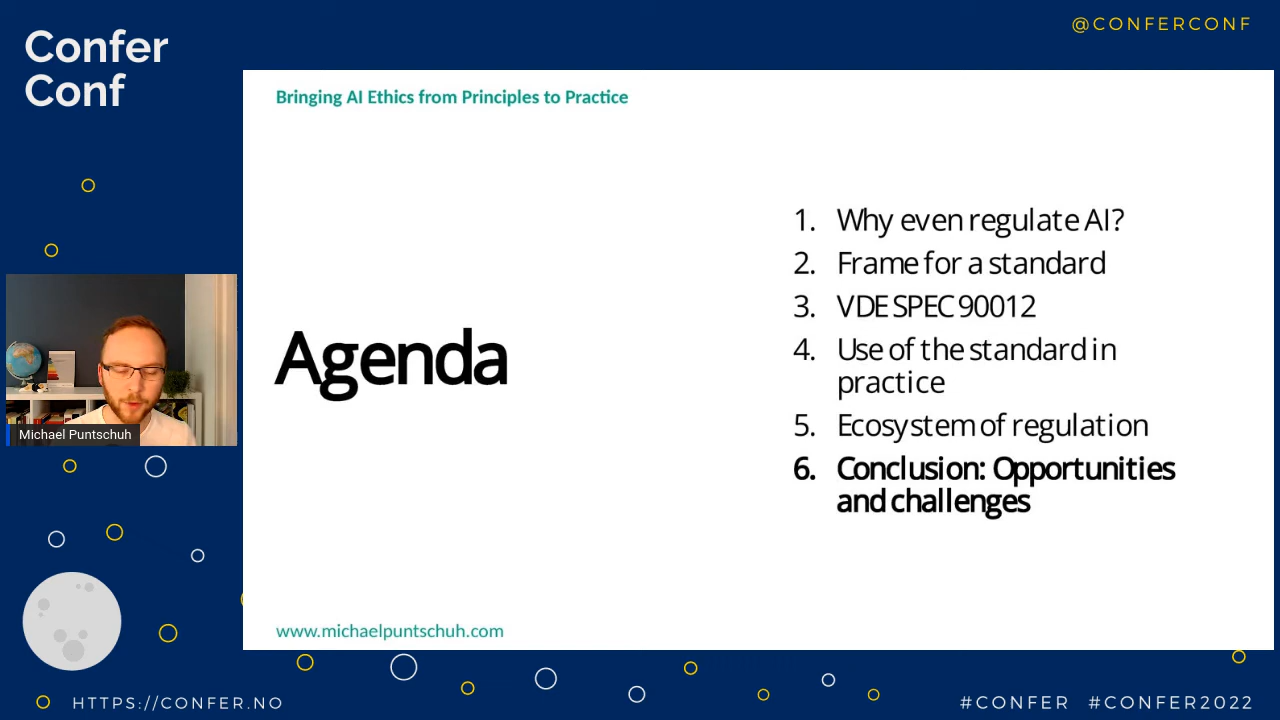 Confer
Conf
@CONFERCONF
Bringing AI Ethics from Principles to Practice
Agenda
1. Why even regulate AI?
2. Frame for a standard
3. VDE SPEC 90012
4. Use of the standard in
practice
5. Ecosystem of regulation
6. Conclusion: Opportunities
and challenges
Michael Puntschuh
www.michaelpuntschuh.com
HTTPS://CONFER.NO
#CONFER #CONFER2022